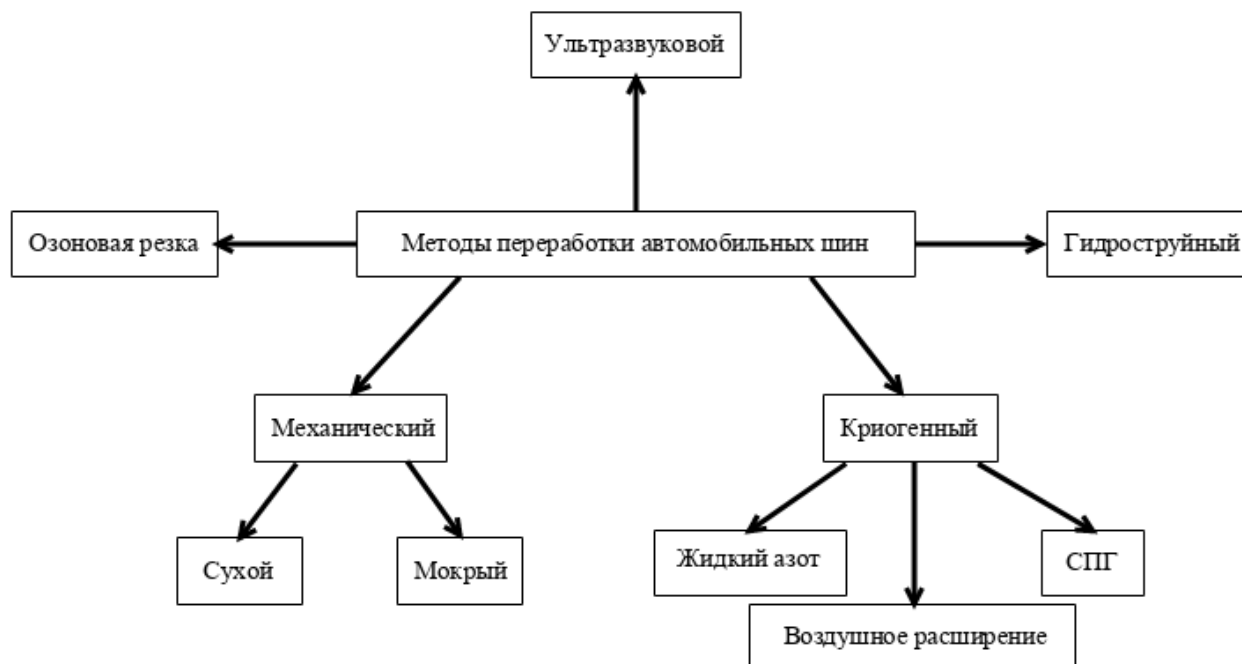 Ультразвуковой
Озоновая резка
Методы переработки автомобильных шин
Гидроструйный
Механический
Криогенный
Сухой
Мокрый
Жидкий азот
СПГ
Воздушное расширение